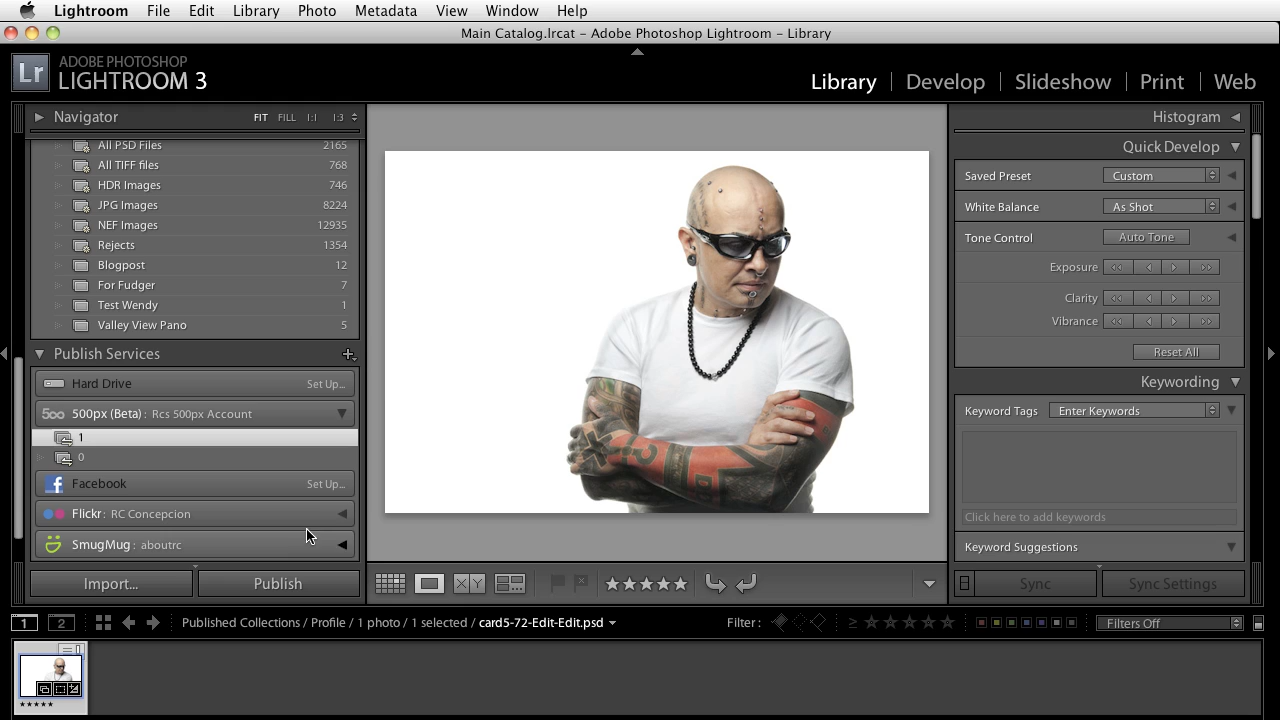 Lightroom File Edit Library Photo Metadata View Window Help
Main Catalog.lrcat – Adobe Photoshop Lightroom – Library
Lr ADOBE PHOTOSHOP LIGHTROOM 3
Library Develop Slideshow Print Web
Navigator FIT FILL 1:1 1:3
All PSD Files 2165
All TIFF files 768
HDR Images 746
JPG Images 8224
NEF Images 12935
Rejects 1354
Blogpost 12
For Fudger 7
Test Wendy 1
Valley View Pano 5
Publish Services
Hard Drive Set Up...
500 500px (Beta) : Rcs 500px Account
1
0
f Facebook Set Up...
Flickr : RC Concepcion
SmugMug : aboutrc
Import... Publish
Histogram
Quick Develop
Saved Preset Custom
White Balance As Shot
Tone Control Auto Tone
Exposure
Clarity
Vibrance
Reset All
Keywording
Keyword Tags Enter Keywords
Click here to add keywords
Keyword Suggestions
Sync Sync Settings
XY
1 2 Published Collections / Profile / 1 photo / 1 selected / card5-72-Edit-Edit.psd Filter : ≥ Filters Off